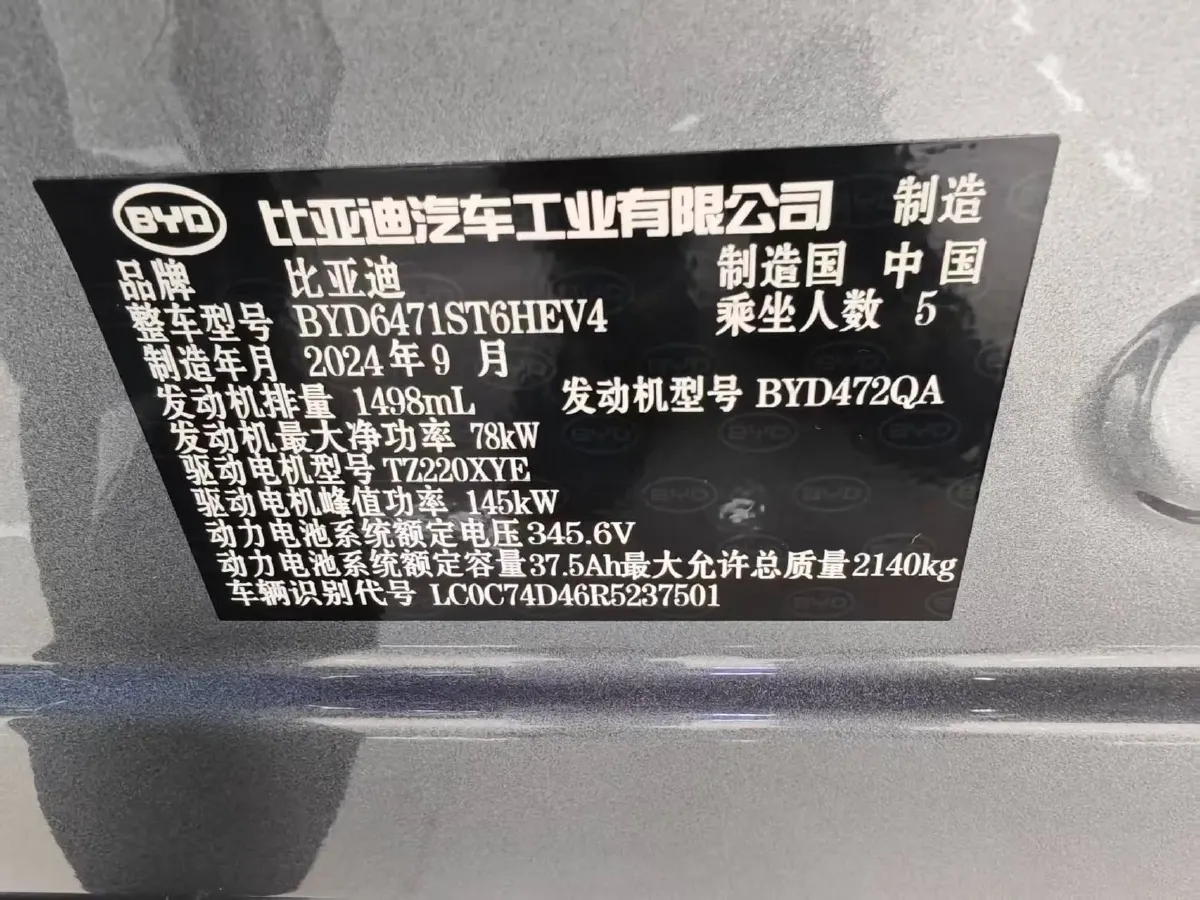 BYD 比亚迪汽车工业有限公司 制造
品牌 比亚迪 制造国 中国
整车型号 BYD6471ST6HEV4 乘坐人数 5
制造年月 2024年9月
发动机排量 1498mL 发动机型号 BYD472QA
发动机最大净功率 78kW
驱动电机型号 TZ220XYE
驱动电机峰值功率 145kW
动力电池系统额定电压 345.6V
动力电池系统额定容量 37.5Ah 最大允许总质量 2140kg
车辆识别代号 LC0C74D46R5237501